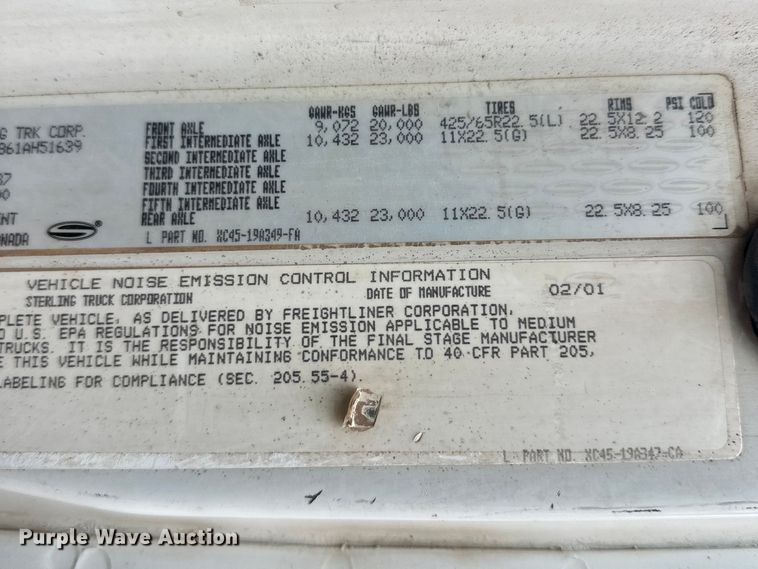 GAWR-KGS GAWR-LBS TIRES RIMS PSI COLD
G TRK CORP. FRONT AXLE 9,072 20,000 425/65R22.5(L) 22.5X12.2 120
361AH51639 FIRST INTERMEDIATE AXLE 10,432 23,000 11X22.5(G) 22.5X8.25 100
SECOND INTERMEDIATE AXLE
THIRD INTERMEDIATE AXLE
FOURTH INTERMEDIATE AXLE
FIFTH INTERMEDIATE AXLE
ENT REAR AXLE 10,432 23,000 11X22.5(G) 22.5X8.25 100
ANADA L PART NO. XC45-19A349-FA
VEHICLE NOISE EMISSION CONTROL INFORMATION
STERLING TRUCK CORPORATION DATE OF MANUFACTURE 02/01
PLETE VEHICLE, AS DELIVERED BY FREIGHTLINER CORPORATION,
O U.S. EPA REGULATIONS FOR NOISE EMISSION APPLICABLE TO MEDIUM
TRUCKS. IT IS THE RESPONSIBILITY OF THE FINAL STAGE MANUFACTURER
E THIS VEHICLE WHILE MAINTAINING CONFORMANCE TO 40 CFR PART 205,
LABELING FOR COMPLIANCE (SEC. 205.55-4).
L PART NO. XC45-19A347-CA
Purple Wave Auction